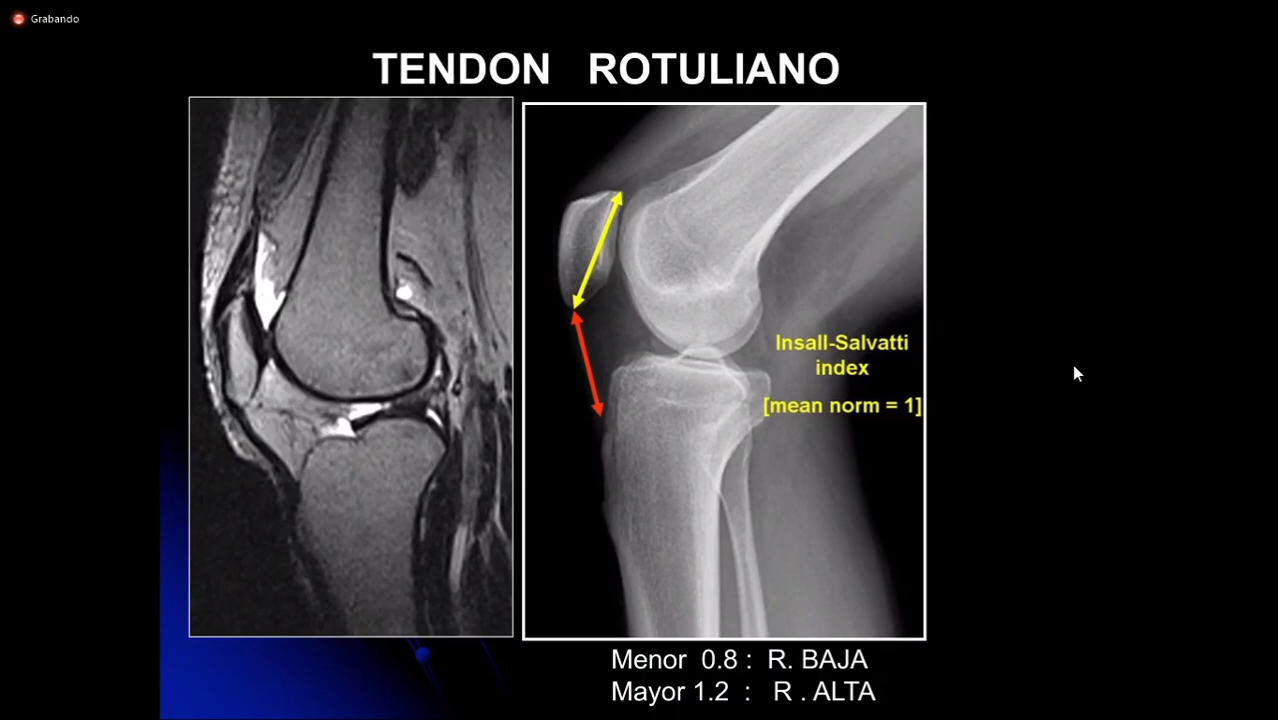 Grabando
TENDON ROTULIANO
Insall-Salvatti
index
[mean norm = 1]
Menor 0.8 : R. BAJA
Mayor 1.2 : R . ALTA